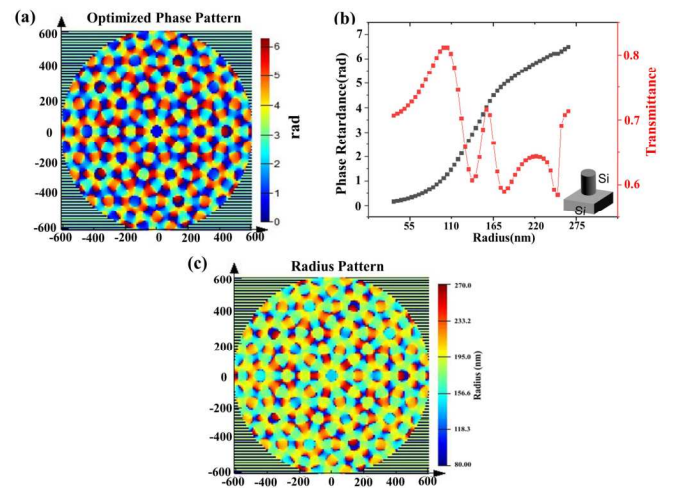 (a)
Optimized Phase Pattern
600
400
200
0
-200
-400
-600
-600 -400 -200 0 200 400 600
6
5
4
3
2
1
0
rad
(b)
Phase Retardance(rad)
7
6
5
4
3
2
1
0
55 110 165 220 275
Radius(nm)
0.8
0.7
0.6
Transmittance
Si
Si
(c)
Radius Pattern
600
400
200
0
-200
-400
-600
-600 -400 -200 0 200 400 600
270.0
233.2
195.0
156.6
118.3
80.00
Radius (nm)